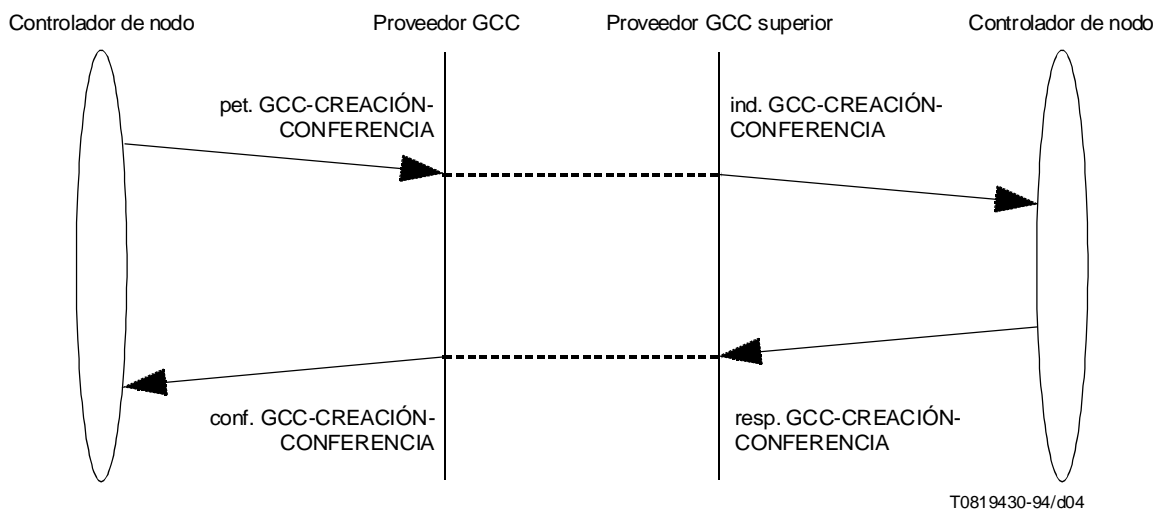 Controlador de nodo
Proveedor GCC
Proveedor GCC superior
Controlador de nodo
pet. GCC-CREACIÓN-
CONFERENCIA
ind. GCC-CREACIÓN-
CONFERENCIA
conf. GCC-CREACIÓN-
CONFERENCIA
resp. GCC-CREACIÓN-
CONFERENCIA
T0819430-94/d04